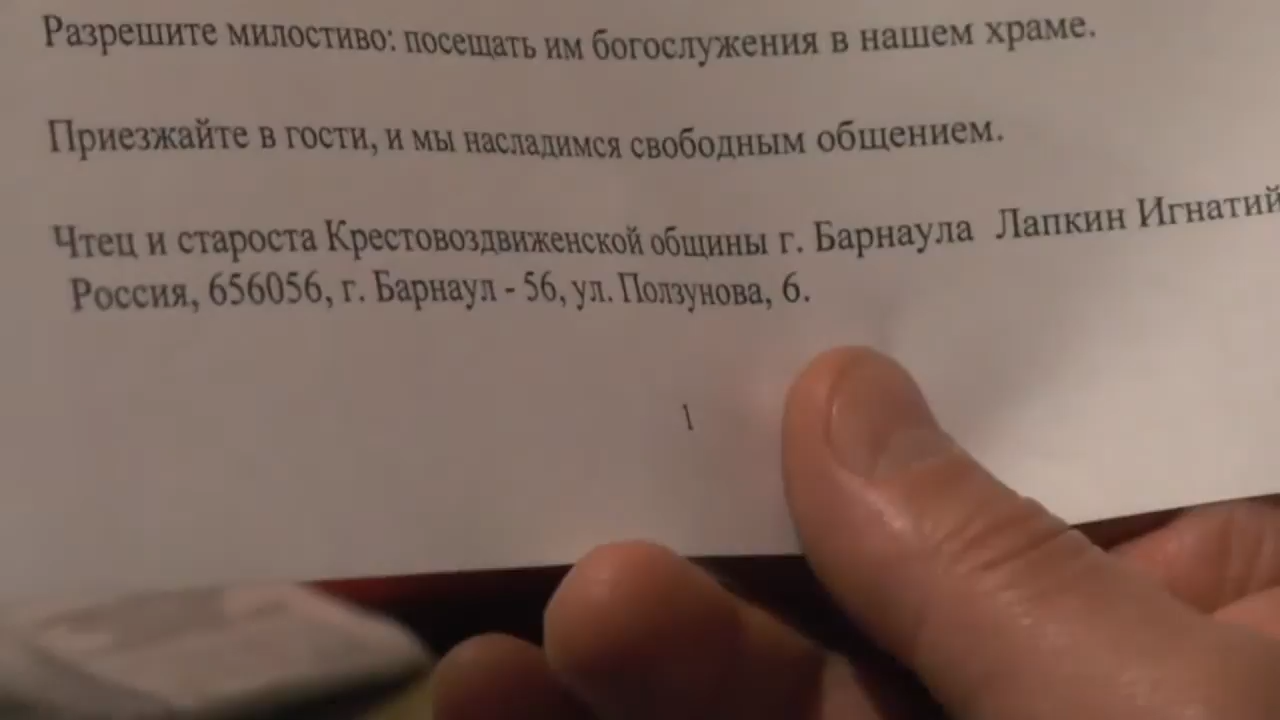 Разрешите милостиво: посещать им богослужения в нашем храме.
Приезжайте в гости, и мы насладимся свободным общением.
Чтец и староста Крестовоздвиженской общины г. Барнаула Лапкин Игнатий
Россия, 656056, г. Барнаул - 56, ул. Ползунова, 6.
1